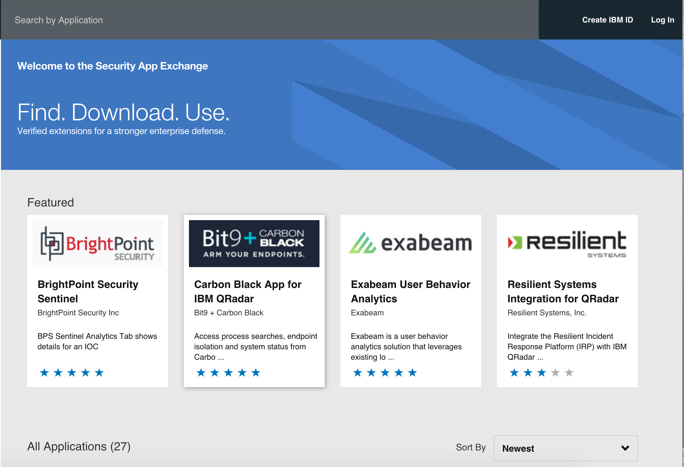 Search by Application
Create IBM ID
Log In
Welcome to the Security App Exchange
Find. Download. Use.
Verified extensions for a stronger enterprise defense.
Featured
BrightPoint
SECURITY
BrightPoint Security
Sentinel
BrightPoint Security Inc
BPS Sentinel Analytics Tab shows
details for an IOC
Bit9 + CARBON
BLACK
ARM YOUR ENDPOINTS.
Carbon Black App for
IBM QRadar
Bit9 + Carbon Black
Access process searches, endpoint
isolation and system status from
Carbo ...
exabeam
Exabeam User Behavior
Analytics
Exabeam
Exabeam is a user behavior
analytics solution that leverages
existing lo ...
resilient
SYSTEMS
Resilient Systems
Integration for QRadar
Resilient Systems, Inc.
Integrate the Resilient Incident
Response Platform (IRP) with IBM
QRadar ...
All Applications (27)
Sort By
Newest